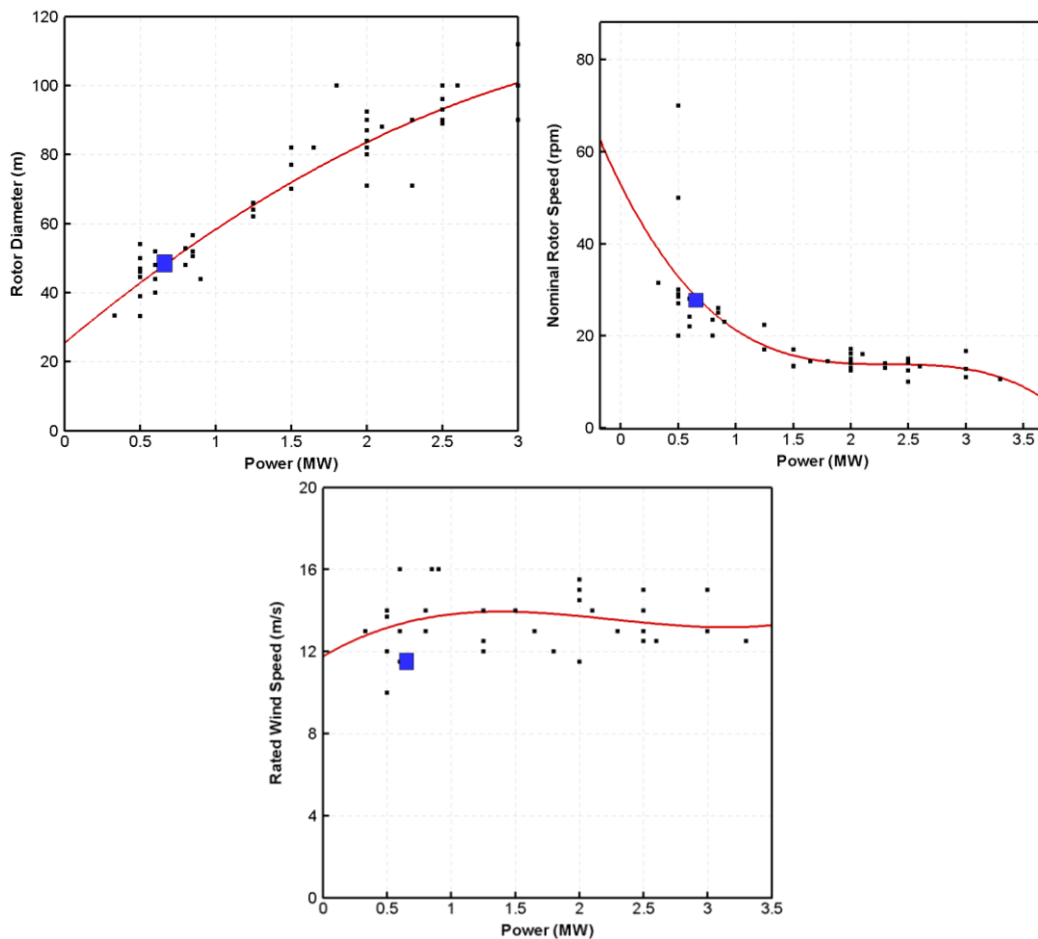 120
100
80
60
40
20
0
Rotor Diameter (m)
0 0.5 1 1.5 2 2.5 3
Power (MW)
80
60
40
20
0
Nominal Rotor Speed (rpm)
0 0.5 1 1.5 2 2.5 3 3.5
Power (MW)
20
16
12
8
4
0
Rated Wind Speed (m/s)
0 0.5 1 1.5 2 2.5 3 3.5
Power (MW)